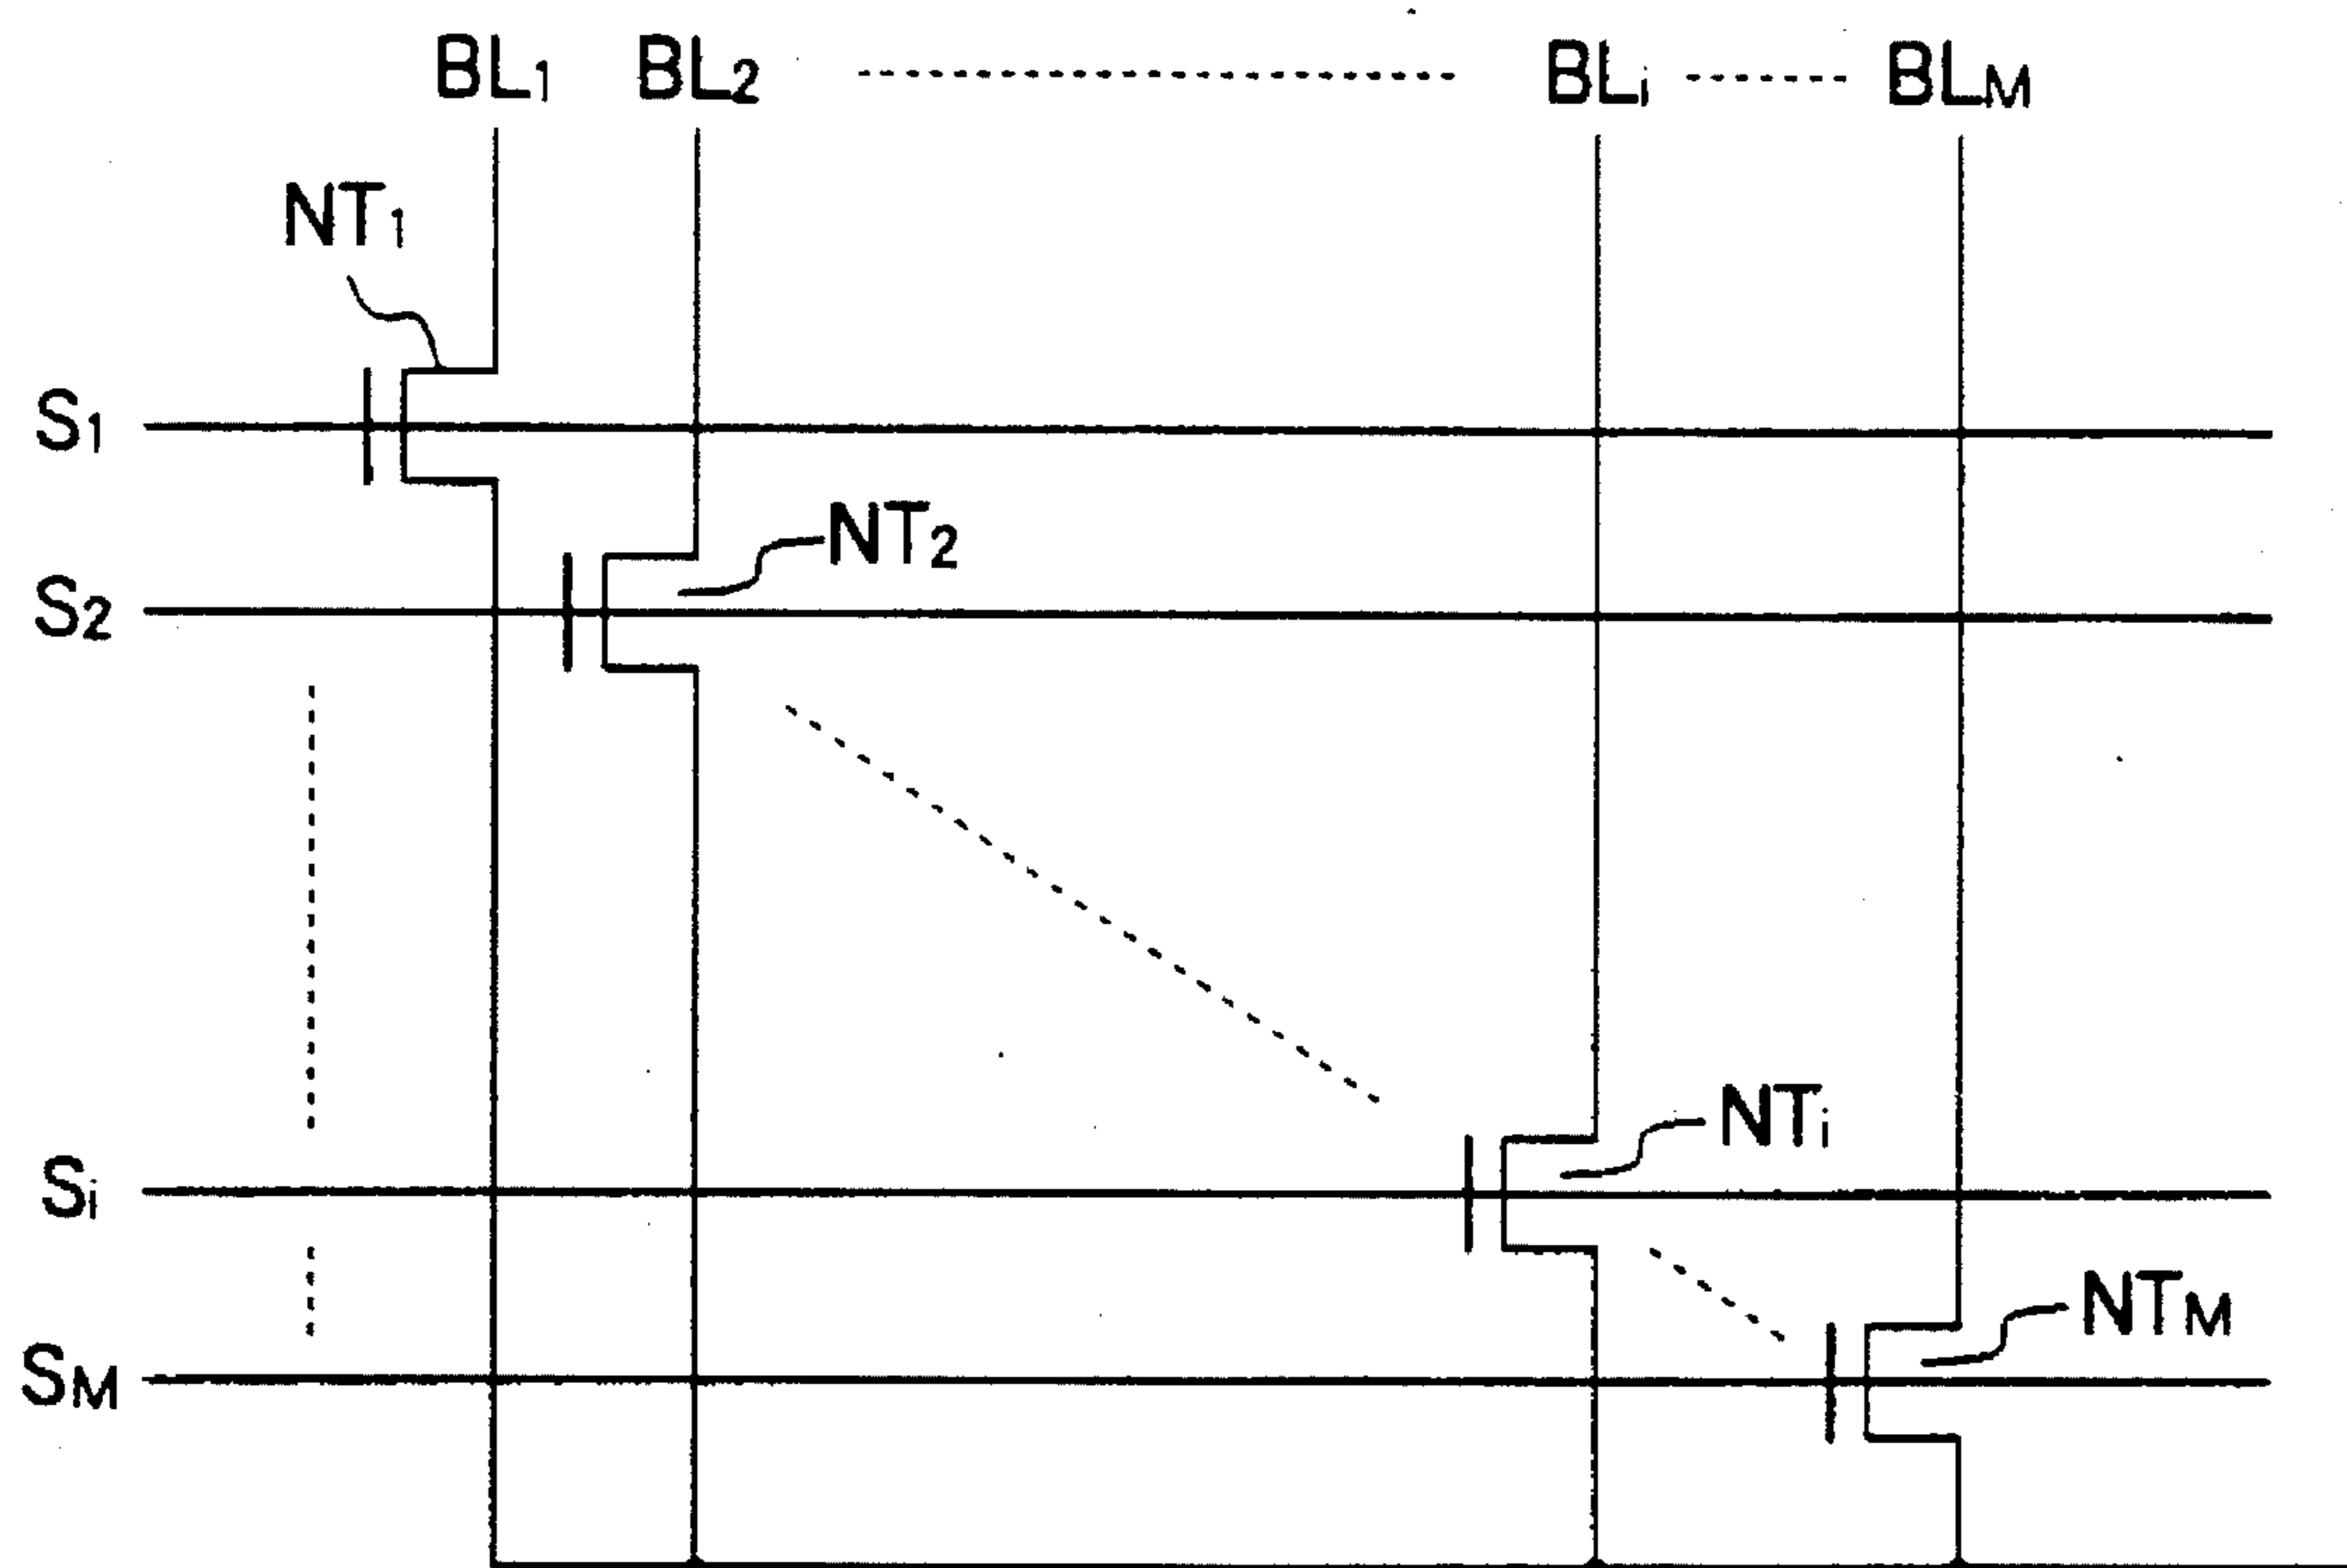 BL1 BL2 BLi BLM
NT1
S1
NT2
S2
NTi
Si
NTM
SM